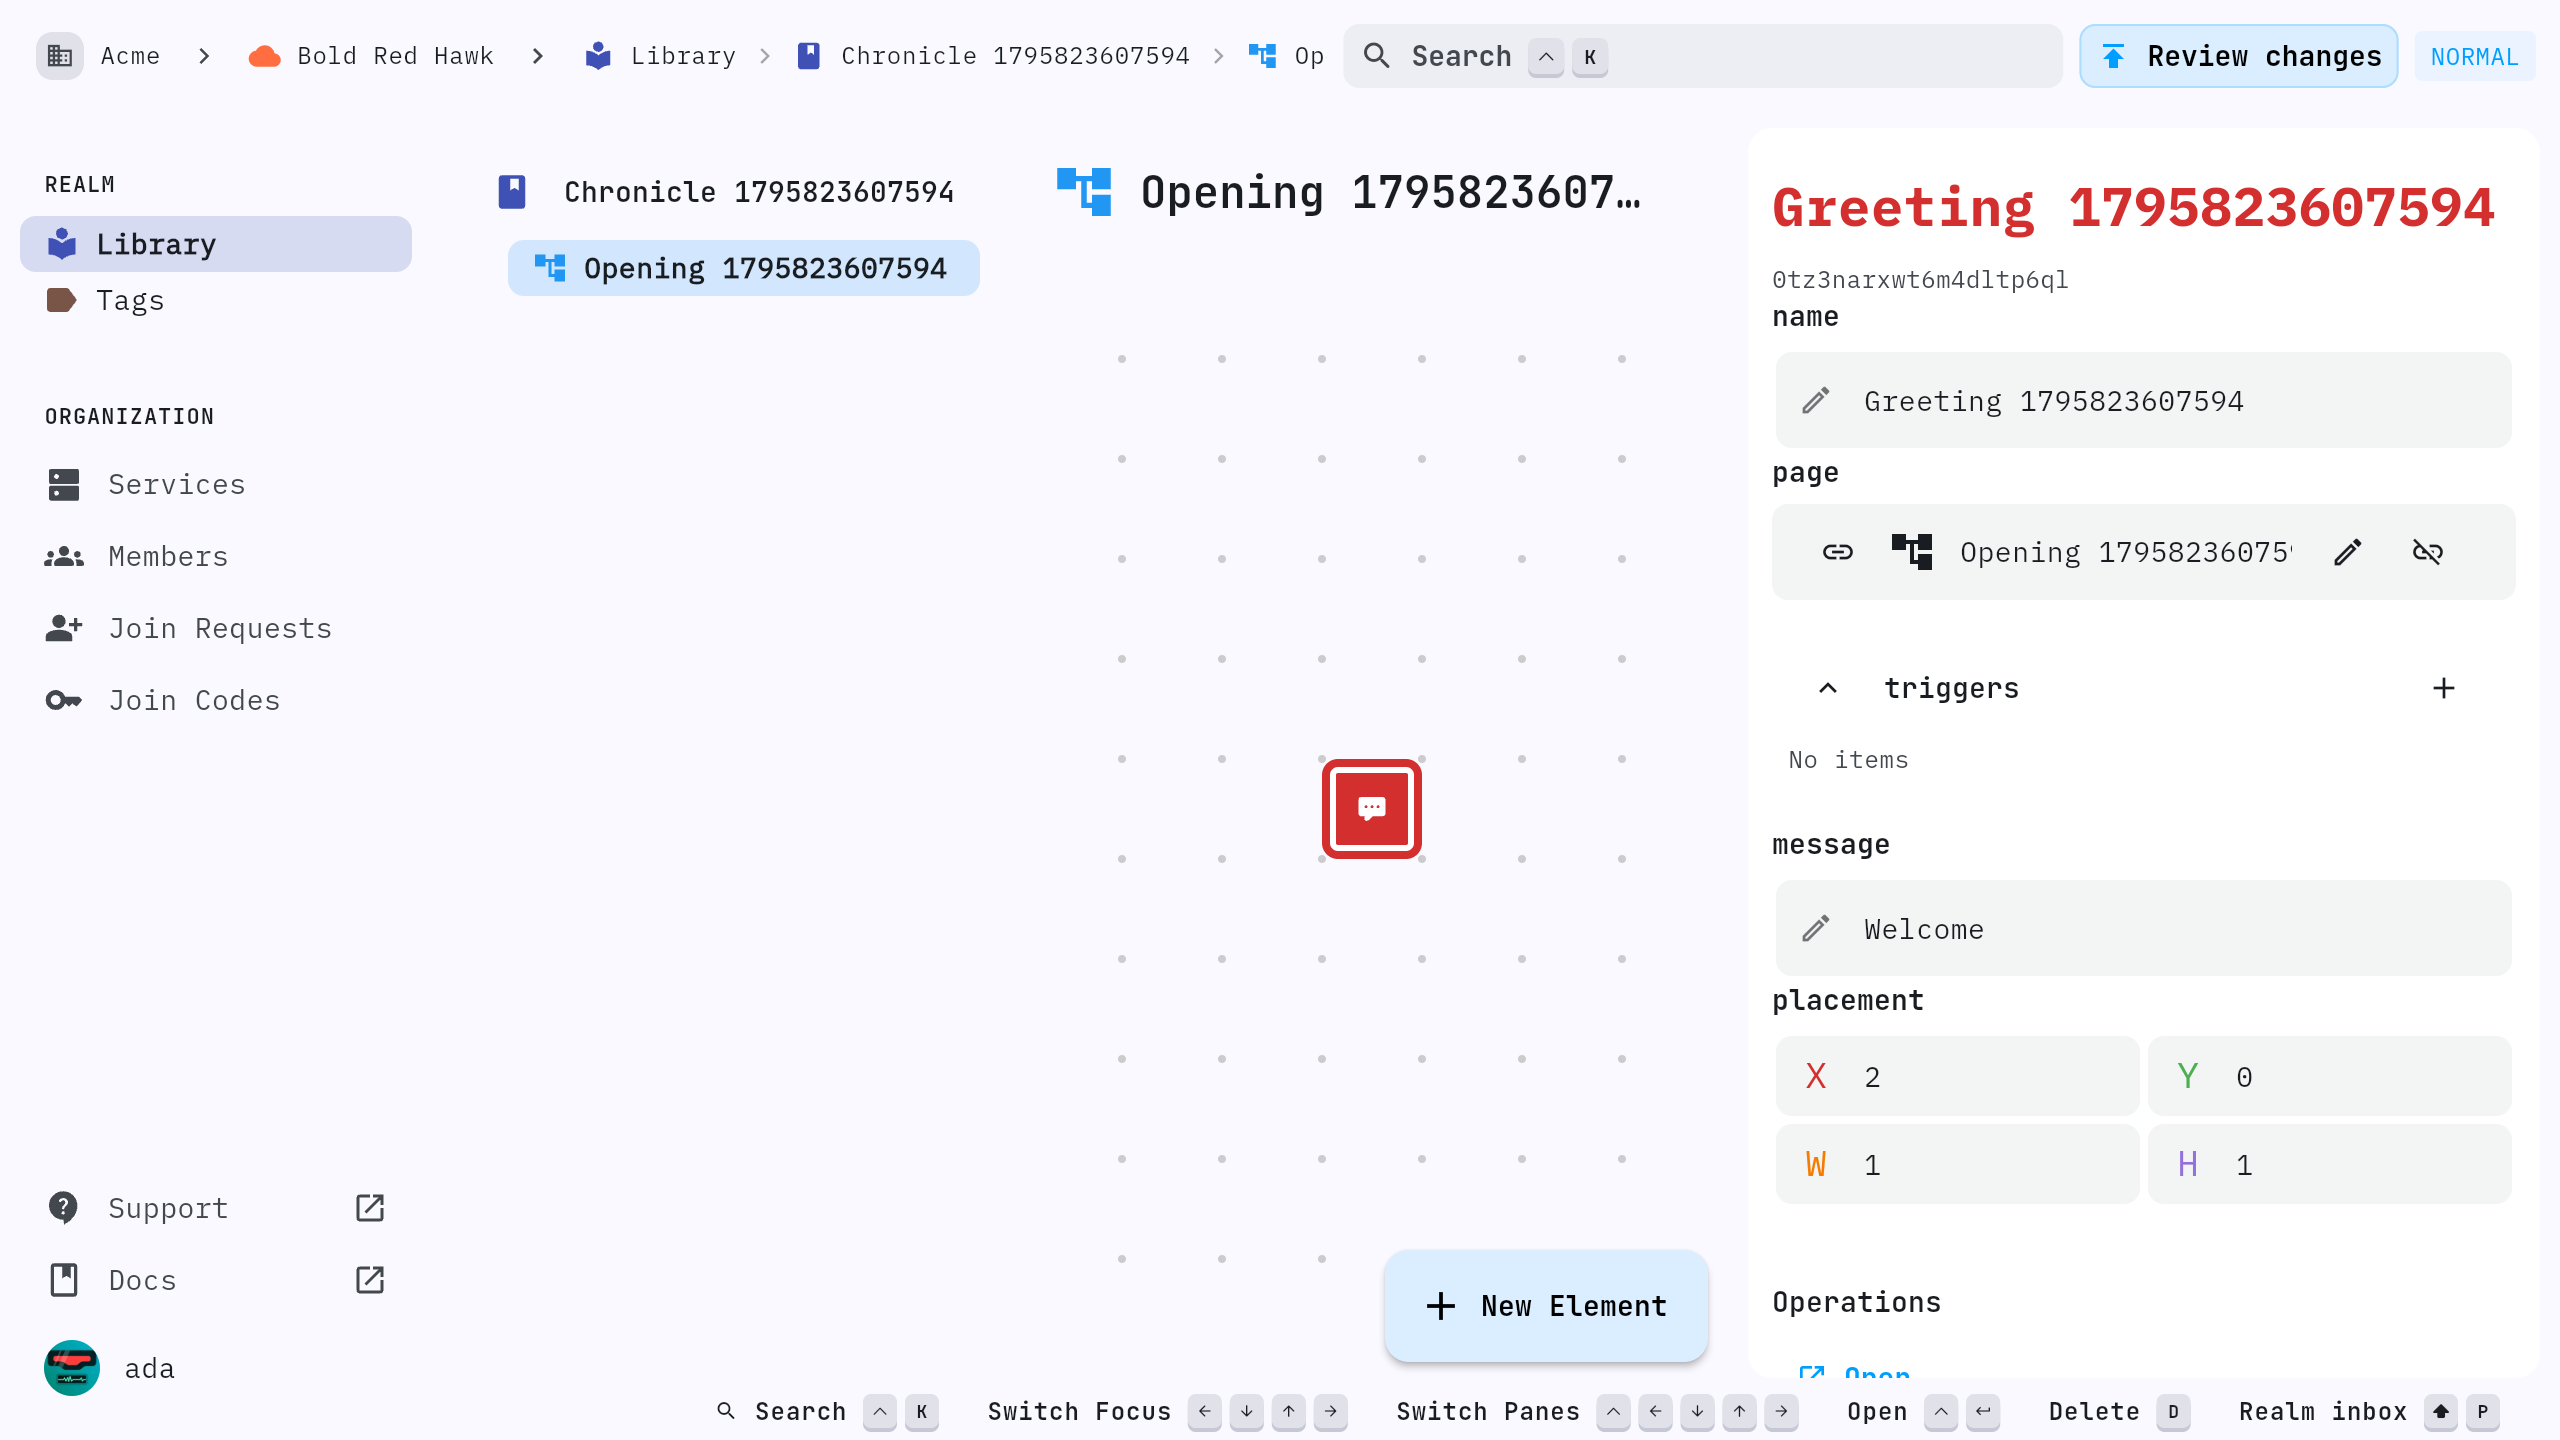 Acme
Bold Red Hawk
Library
Chronicle 1795823607594
Op
Search
K
Review changes
NORMAL
REALM
Library
Tags
ORGANIZATION
Services
Members
Join Requests
Join Codes
Support
Docs
ada
Chronicle 1795823607594
Opening 1795823607594
Opening 1795823607…
New Element
Greeting 1795823607594
0tz3narxwt6m4dltp6ql
name
Greeting 1795823607594
page
Opening 17958236075
triggers
No items
message
Welcome
placement
X 2
Y 0
W 1
H 1
Operations
Open
Search K
Switch Focus
Switch Panes
Open
Delete D
Realm inbox P